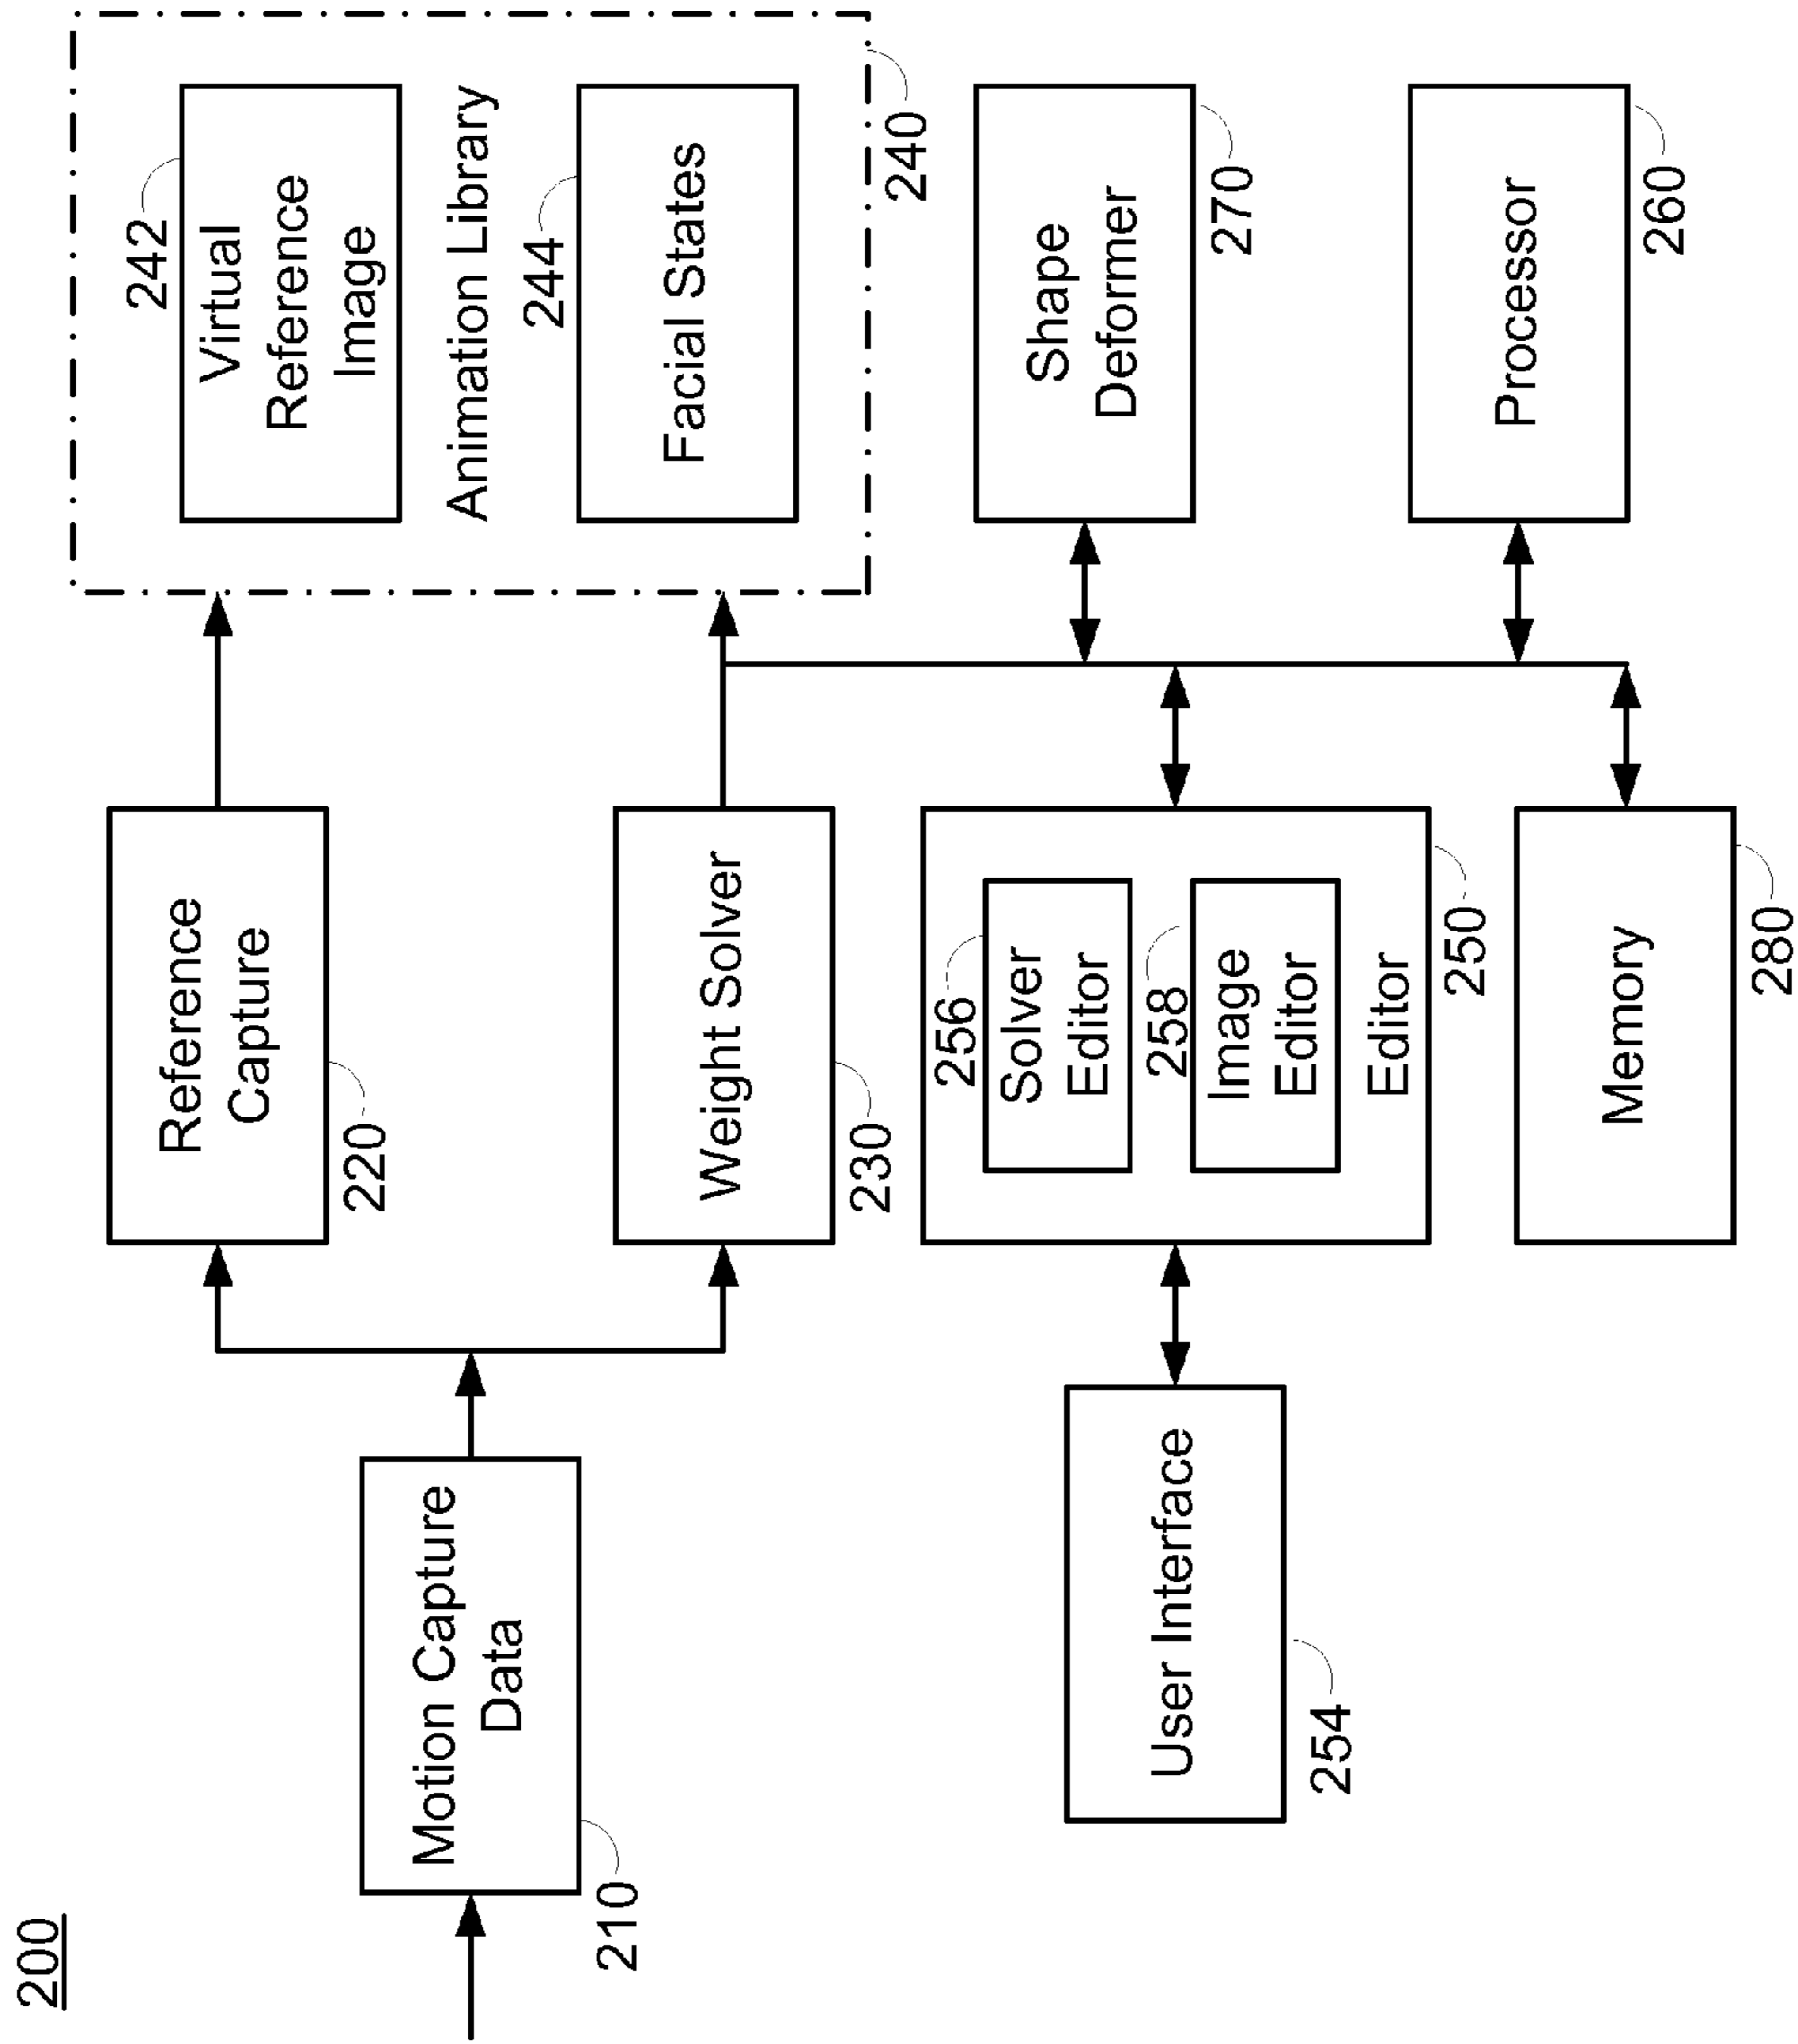 200
Motion Capture
Data
210
Reference
Capture
220
Weight Solver
230
242
Virtual
Reference
Image
Animation Library
244
Facial States
240
User Interface
254
256
Solver
Editor
258
Image
Editor
Editor
250
Shape
Deformer
270
Memory
280
Processor
260